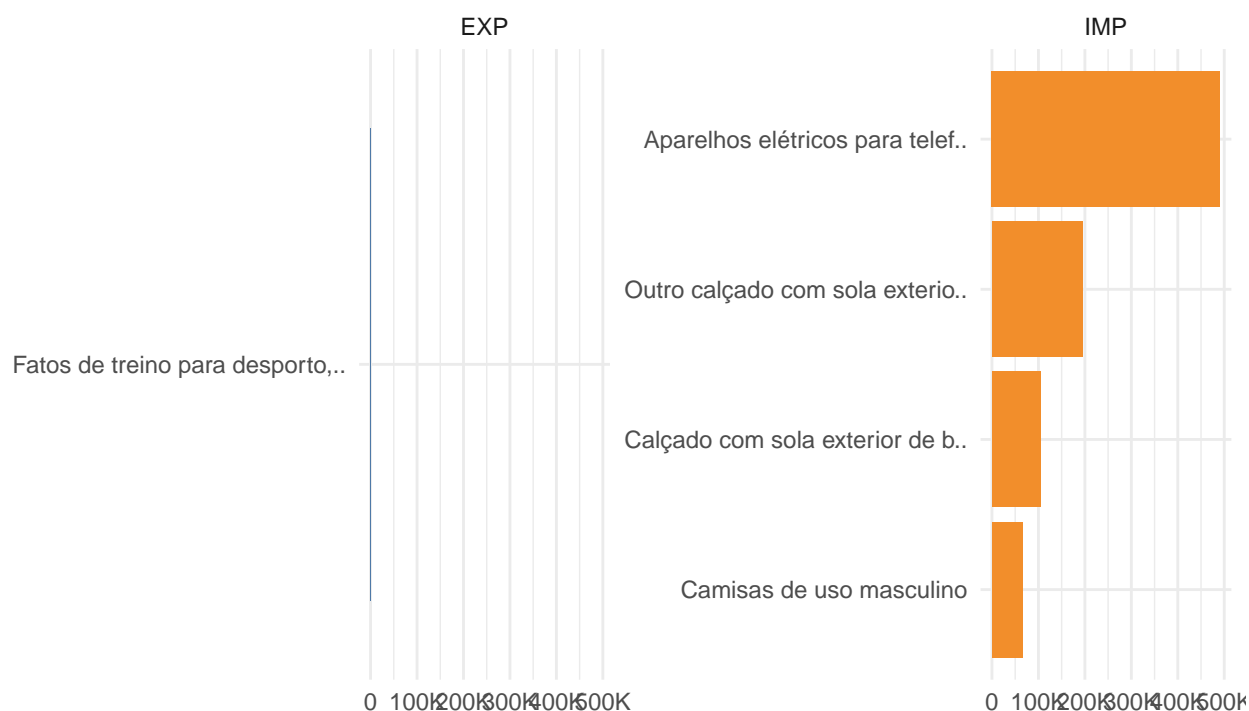 EXP
Fatos de treino para desporto,..
0 100K 200K 300K 400K 500K
IMP
Aparelhos elétricos para telef..
Outro calçado com sola exterio..
Calçado com sola exterior de b..
Camisas de uso masculino
0 100K 200K 300K 400K 500K